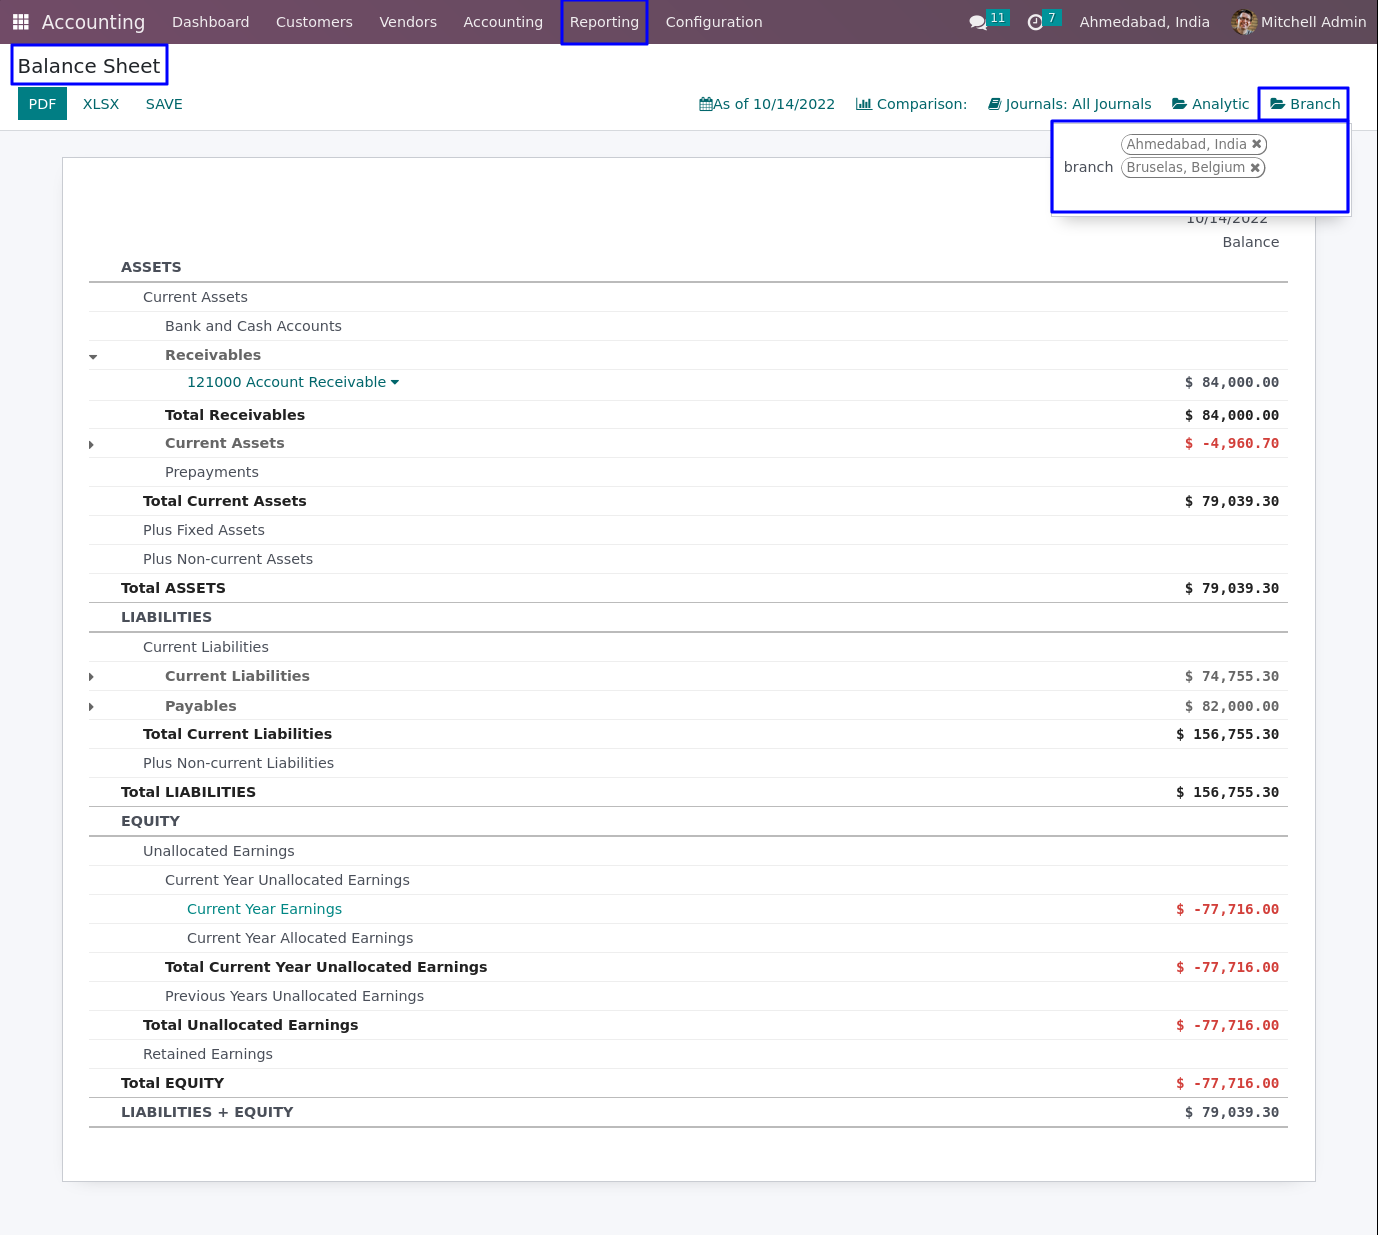 Accounting Dashboard Customers Vendors Accounting Reporting Configuration 11 7 Ahmedabad, India Mitchell Admin
Balance Sheet
PDF XLSX SAVE As of 10/14/2022 Comparison: Journals: All Journals Analytic Branch
Ahmedabad, India ✖
branch Bruselas, Belgium ✖
10/14/2022
Balance
ASSETS
Current Assets
Bank and Cash Accounts
Receivables
121000 Account Receivable $ 84,000.00
Total Receivables $ 84,000.00
Current Assets $ -4,960.70
Prepayments
Total Current Assets $ 79,039.30
Plus Fixed Assets
Plus Non-current Assets
Total ASSETS $ 79,039.30
LIABILITIES
Current Liabilities
Current Liabilities $ 74,755.30
Payables $ 82,000.00
Total Current Liabilities $ 156,755.30
Plus Non-current Liabilities
Total LIABILITIES $ 156,755.30
EQUITY
Unallocated Earnings
Current Year Unallocated Earnings
Current Year Earnings $ -77,716.00
Current Year Allocated Earnings
Total Current Year Unallocated Earnings $ -77,716.00
Previous Years Unallocated Earnings
Total Unallocated Earnings $ -77,716.00
Retained Earnings
Total EQUITY $ -77,716.00
LIABILITIES + EQUITY $ 79,039.30